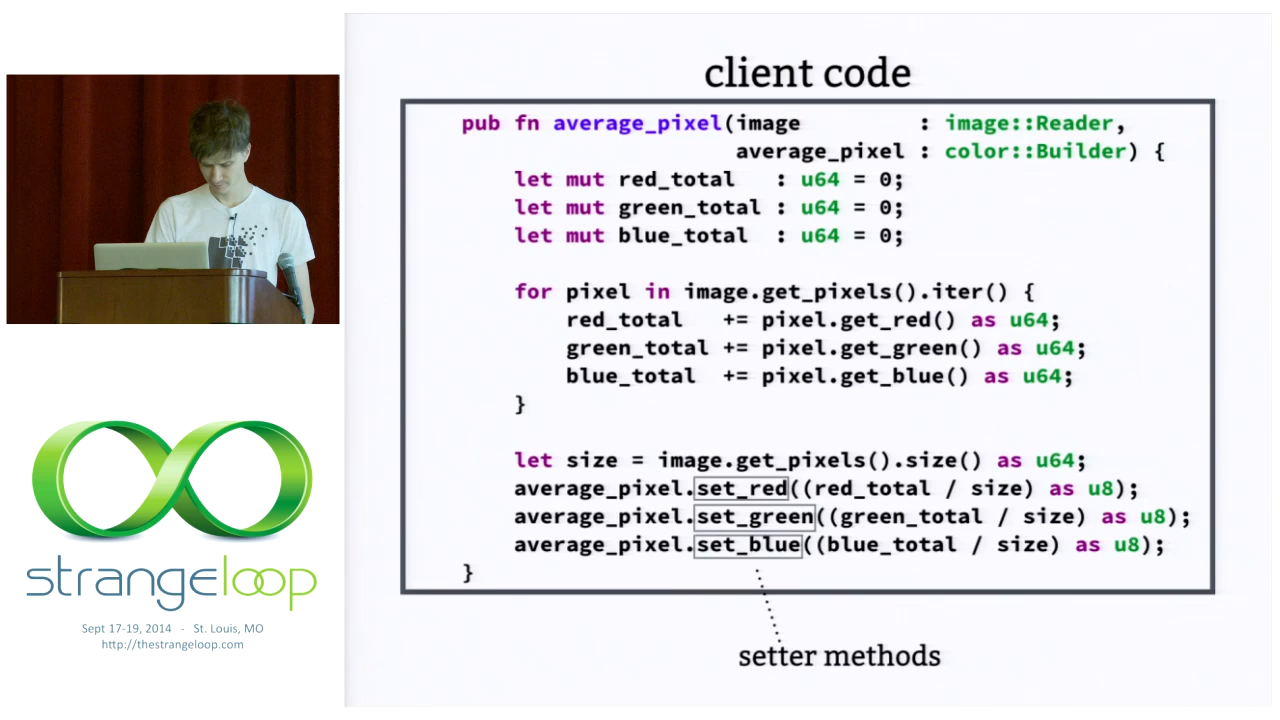 client code
pub fn average_pixel(image : image::Reader,
average_pixel : color::Builder) {
let mut red_total : u64 = 0;
let mut green_total : u64 = 0;
let mut blue_total : u64 = 0;
for pixel in image.get_pixels().iter() {
red_total += pixel.get_red() as u64;
green_total += pixel.get_green() as u64;
blue_total += pixel.get_blue() as u64;
}
let size = image.get_pixels().size() as u64;
average_pixel.set_red((red_total / size) as u8);
average_pixel.set_green((green_total / size) as u8);
average_pixel.set_blue((blue_total / size) as u8);
}
setter methods
strangeloop
Sept 17-19, 2014 - St. Louis, MO
http://thestrangeloop.com